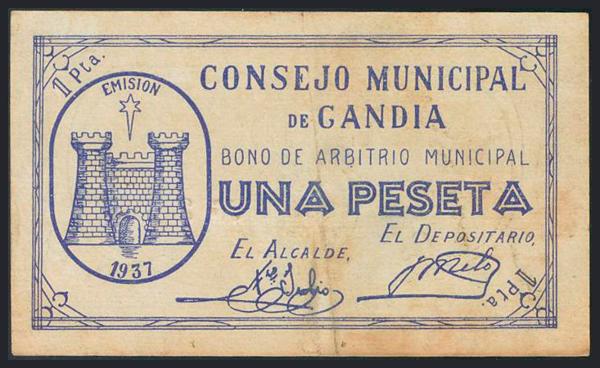 1 Pta.
EMISION
1937
CONSEJO MUNICIPAL
DE GANDIA
BONO DE ARBITRIO MUNICIPAL
UNA PESETA
EL ALCALDE,
EL DEPOSITARIO,
1 Pta.